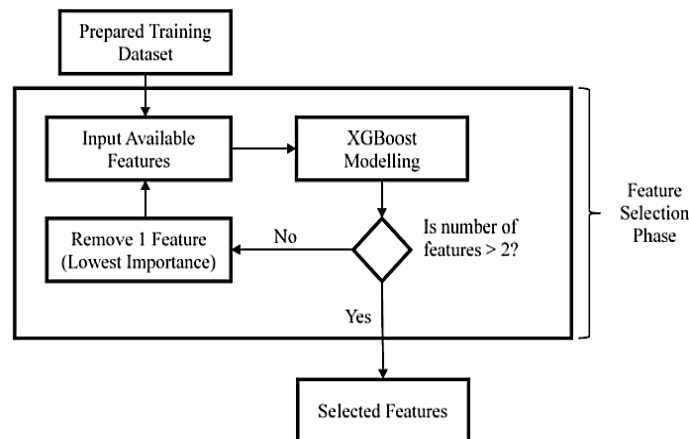 Prepared Training
Dataset
Input Available
Features
XGBoost
Modelling
Remove 1 Feature
(Lowest Importance)
No
Is number of
features > 2?
Yes
Selected Features
Feature
Selection
Phase